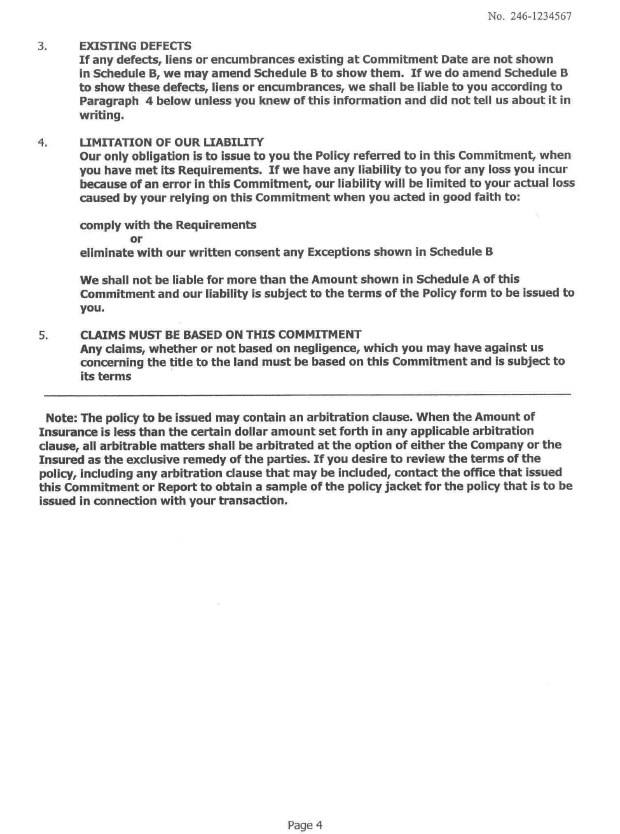 No. 246-1234567
3. EXISTING DEFECTS
If any defects, liens or encumbrances existing at Commitment Date are not shown
in Schedule B, we may amend Schedule B to show them. If we do amend Schedule B
to show these defects, liens or encumbrances, we shall be liable to you according to
Paragraph 4 below unless you knew of this information and did not tell us about it in
writing.
4. LIMITATION OF OUR LIABILITY
Our only obligation is to issue to you the Policy referred to in this Commitment, when
you have met its Requirements. If we have any liability to you for any loss you incur
because of an error in this Commitment, our liability will be limited to your actual loss
caused by your relying on this Commitment when you acted in good faith to:
comply with the Requirements
or
eliminate with our written consent any Exceptions shown in Schedule B
We shall not be liable for more than the Amount shown in Schedule A of this
Commitment and our liability is subject to the terms of the Policy form to be issued to
you.
5. CLAIMS MUST BE BASED ON THIS COMMITMENT
Any claims, whether or not based on negligence, which you may have against us
concerning the title to the land must be based on this Commitment and is subject to
its terms
Note: The policy to be issued may contain an arbitration clause. When the Amount of
Insurance is less than the certain dollar amount set forth in any applicable arbitration
clause, all arbitrable matters shall be arbitrated at the option of either the Company or the
Insured as the exclusive remedy of the parties. If you desire to review the terms of the
policy, including any arbitration clause that may be included, contact the office that issued
this Commitment or Report to obtain a sample of the policy jacket for the policy that is to be
issued in connection with your transaction.
Page 4